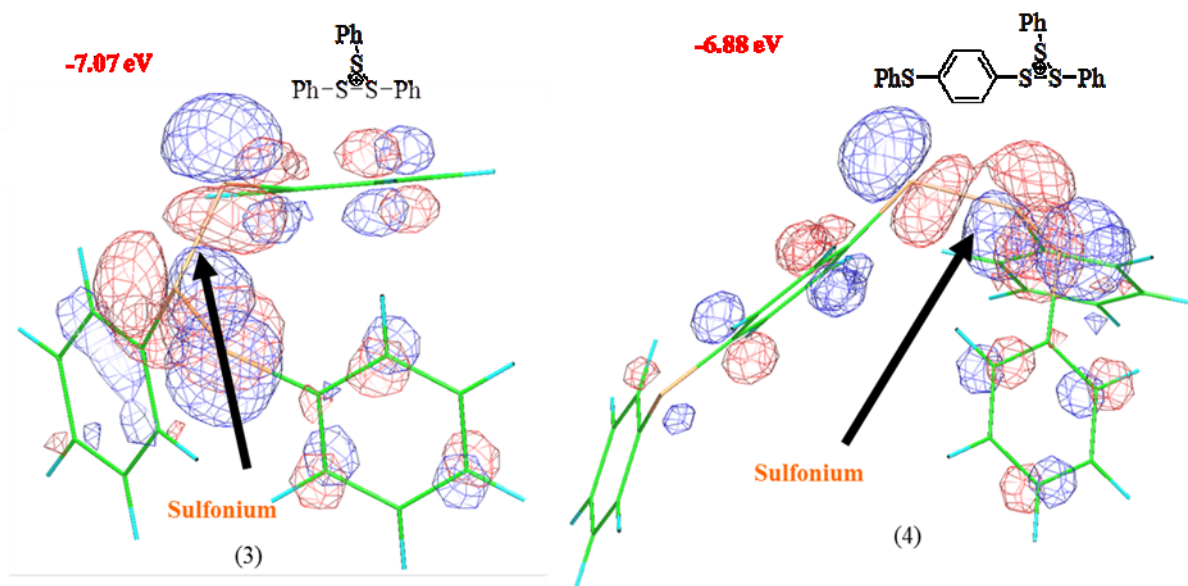 -7.07 eV
Ph
S
⊕
Ph-S-S-Ph
Sulfonium
(3)
-6.88 eV
Ph
S
⊕
PhS
S-S-Ph
Sulfonium
(4)